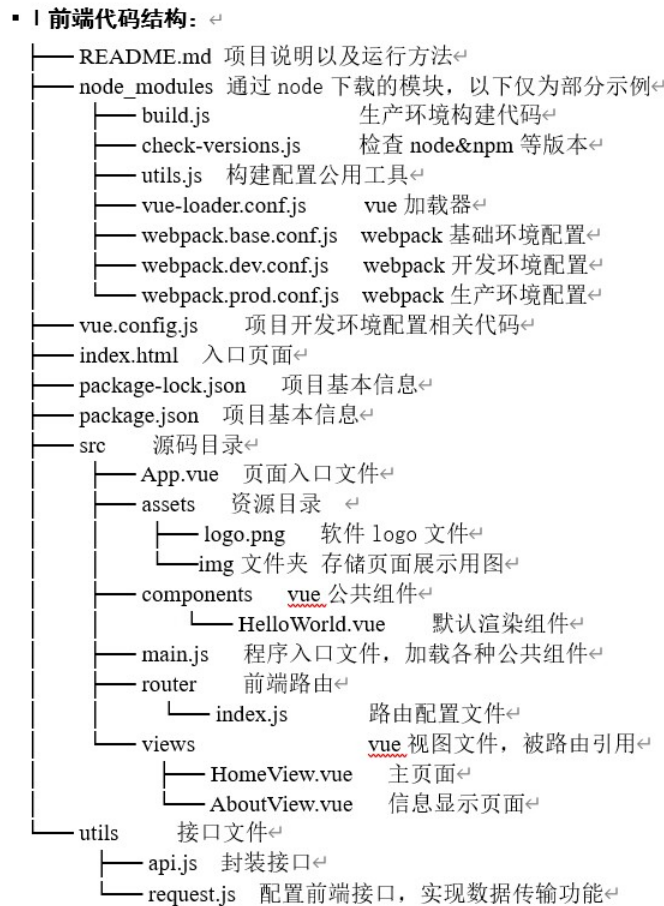 前端代码结构：
README.md 项目说明以及运行方法
node_modules 通过 node 下载的模块，以下仅为部分示例
build.js 生产环境构建代码
check-versions.js 检查 node&npm 等版本
utils.js 构建配置公用工具
vue-loader.conf.js vue 加载器
webpack.base.conf.js webpack 基础环境配置
webpack.dev.conf.js webpack 开发环境配置
webpack.prod.conf.js webpack 生产环境配置
vue.config.js 项目开发环境配置相关代码
index.html 入口页面
package-lock.json 项目基本信息
package.json 项目基本信息
src 源码目录
App.vue 页面入口文件
assets 资源目录
logo.png 软件 logo 文件
img 文件夹 存储页面展示用图
components vue 公共组件
HelloWorld.vue 默认渲染组件
main.js 程序入口文件，加载各种公共组件
router 前端路由
index.js 路由配置文件
views vue 视图文件，被路由引用
HomeView.vue 主页面
AboutView.vue 信息显示页面
utils 接口文件
api.js 封装接口
request.js 配置前端接口，实现数据传输功能